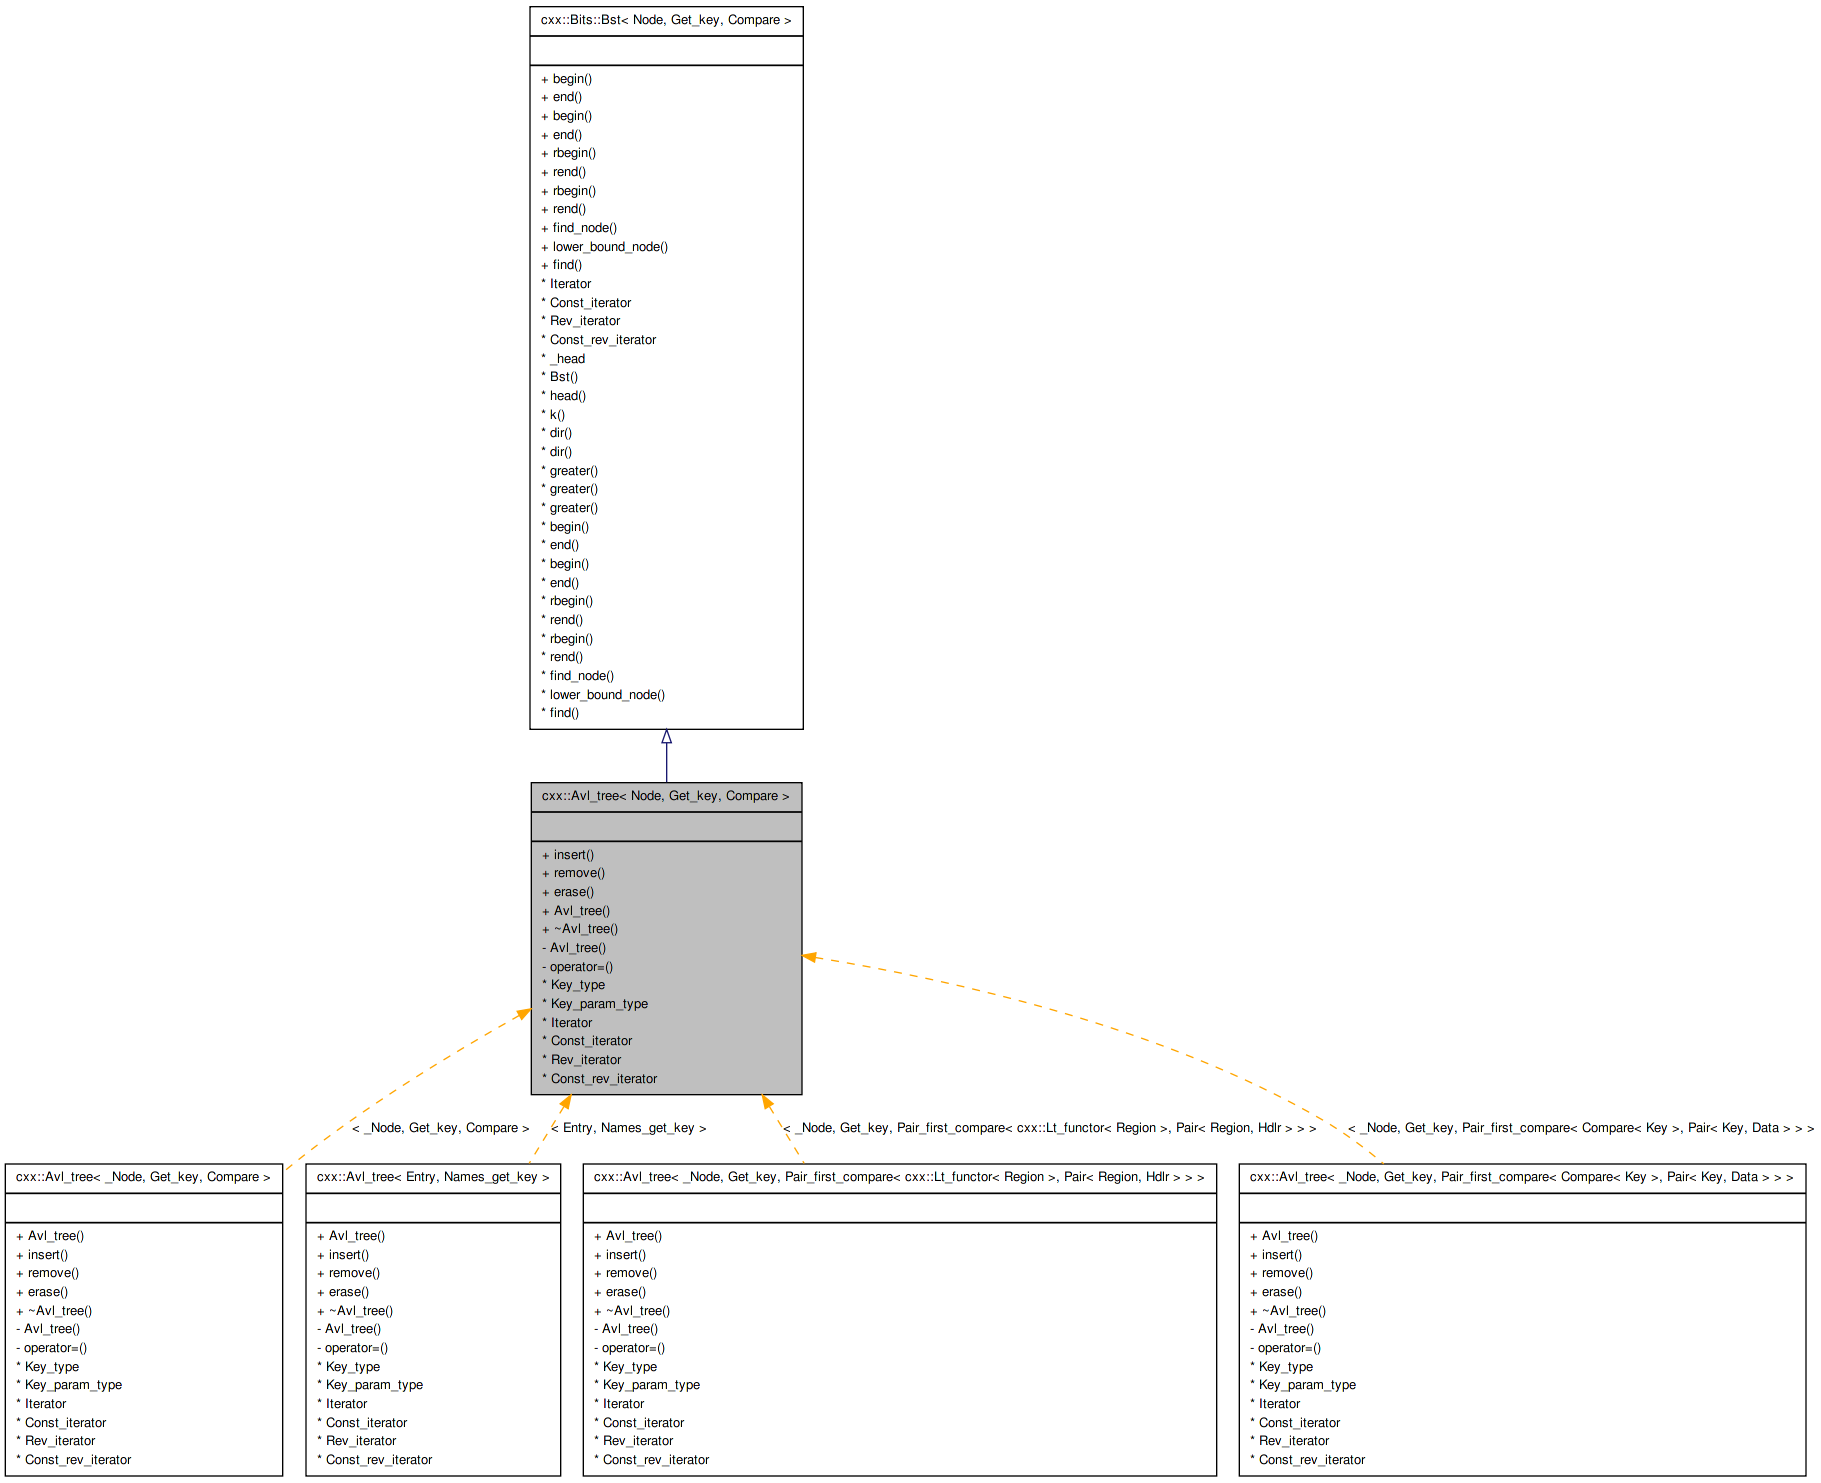 cxx::Bits::Bst< Node, Get_key, Compare >
+ begin()
+ end()
+ begin()
+ end()
+ rbegin()
+ rend()
+ rbegin()
+ rend()
+ find_node()
+ lower_bound_node()
+ find()
* Iterator
* Const_iterator
* Rev_iterator
* Const_rev_iterator
* _head
* Bst()
* head()
* k()
* dir()
* dir()
* greater()
* greater()
* greater()
* begin()
* end()
* begin()
* end()
* rbegin()
* rend()
* rbegin()
* rend()
* find_node()
* lower_bound_node()
* find()
cxx::Avl_tree< Node, Get_key, Compare >
+ insert()
+ remove()
+ erase()
+ Avl_tree()
+ ~Avl_tree()
- Avl_tree()
- operator=()
* Key_type
* Key_param_type
* Iterator
* Const_iterator
* Rev_iterator
* Const_rev_iterator
< _Node, Get_key, Compare >
< Entry, Names_get_key >
< _Node, Get_key, Pair_first_compare< cxx::Lt_functor< Region >, Pair< Region, Hdlr > > >
< _Node, Get_key, Pair_first_compare< Compare< Key >, Pair< Key, Data > > >
cxx::Avl_tree< _Node, Get_key, Compare >
+ Avl_tree()
+ insert()
+ remove()
+ erase()
+ ~Avl_tree()
- Avl_tree()
- operator=()
* Key_type
* Key_param_type
* Iterator
* Const_iterator
* Rev_iterator
* Const_rev_iterator
cxx::Avl_tree< Entry, Names_get_key >
+ Avl_tree()
+ insert()
+ remove()
+ erase()
+ ~Avl_tree()
- Avl_tree()
- operator=()
* Key_type
* Key_param_type
* Iterator
* Const_iterator
* Rev_iterator
* Const_rev_iterator
cxx::Avl_tree< _Node, Get_key, Pair_first_compare< cxx::Lt_functor< Region >, Pair< Region, Hdlr > > >
+ Avl_tree()
+ insert()
+ remove()
+ erase()
+ ~Avl_tree()
- Avl_tree()
- operator=()
* Key_type
* Key_param_type
* Iterator
* Const_iterator
* Rev_iterator
* Const_rev_iterator
cxx::Avl_tree< _Node, Get_key, Pair_first_compare< Compare< Key >, Pair< Key, Data > > >
+ Avl_tree()
+ insert()
+ remove()
+ erase()
+ ~Avl_tree()
- Avl_tree()
- operator=()
* Key_type
* Key_param_type
* Iterator
* Const_iterator
* Rev_iterator
* Const_rev_iterator